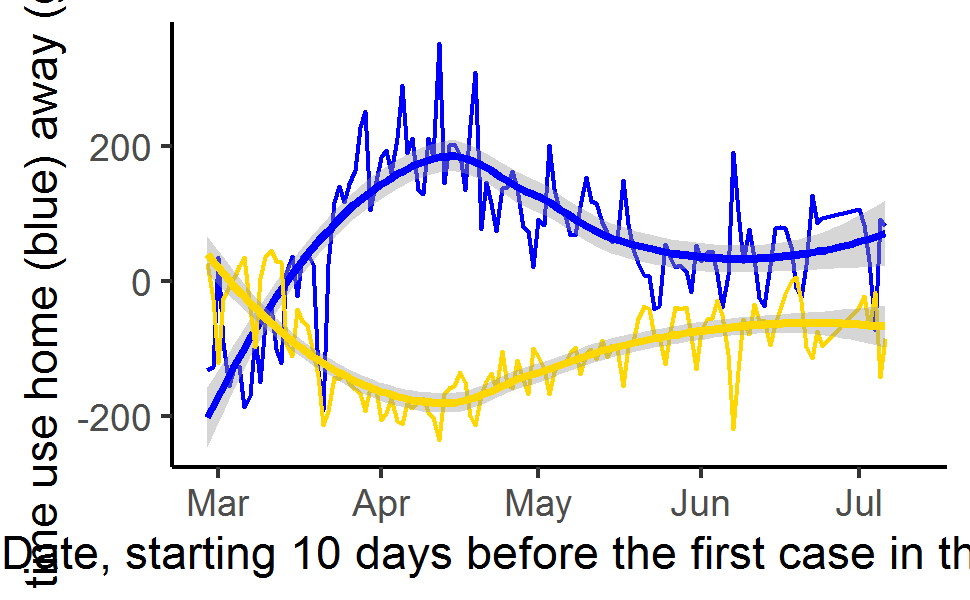 time use home (blue) away (
200
0
-200
Mar Apr May Jun Jul
Date, starting 10 days before the first case in th